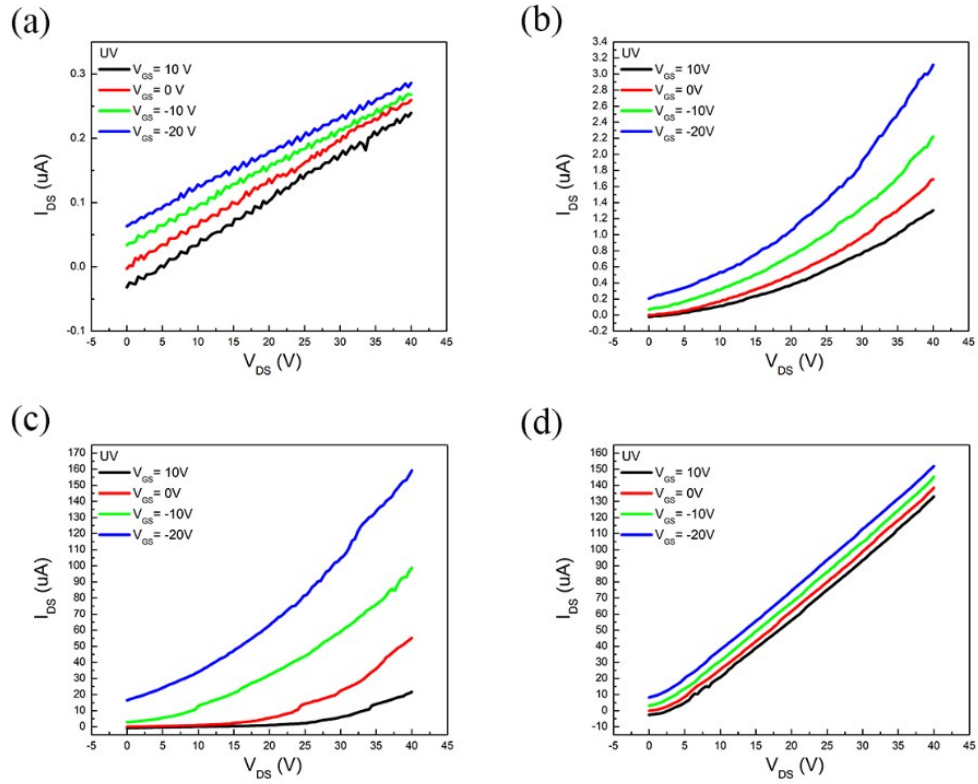 (a)
UV
V_GS= 10 V
V_GS= 0 V
V_GS= -10 V
V_GS= -20 V
0.3
0.2
0.1
0.0
-0.1
I_DS (uA)
-5 0 5 10 15 20 25 30 35 40 45
V_DS (V)
(b)
UV
V_GS= 10V
V_GS= 0V
V_GS= -10V
V_GS= -20V
3.4
3.2
3.0
2.8
2.6
2.4
2.2
2.0
1.8
1.6
1.4
1.2
1.0
0.8
0.6
0.4
0.2
0.0
-0.2
I_DS (uA)
-5 0 5 10 15 20 25 30 35 40 45
V_DS (V)
(c)
UV
V_GS= 10V
V_GS= 0V
V_GS= -10V
V_GS= -20V
170
160
150
140
130
120
110
100
90
80
70
60
50
40
30
20
10
0
I_DS (uA)
-5 0 5 10 15 20 25 30 35 40 45
V_DS (V)
(d)
UV
V_GS= 10V
V_GS= 0V
V_GS= -10V
V_GS= -20V
170
160
150
140
130
120
110
100
90
80
70
60
50
40
30
20
10
0
-10
I_DS (uA)
-5 0 5 10 15 20 25 30 35 40 45
V_DS (V)